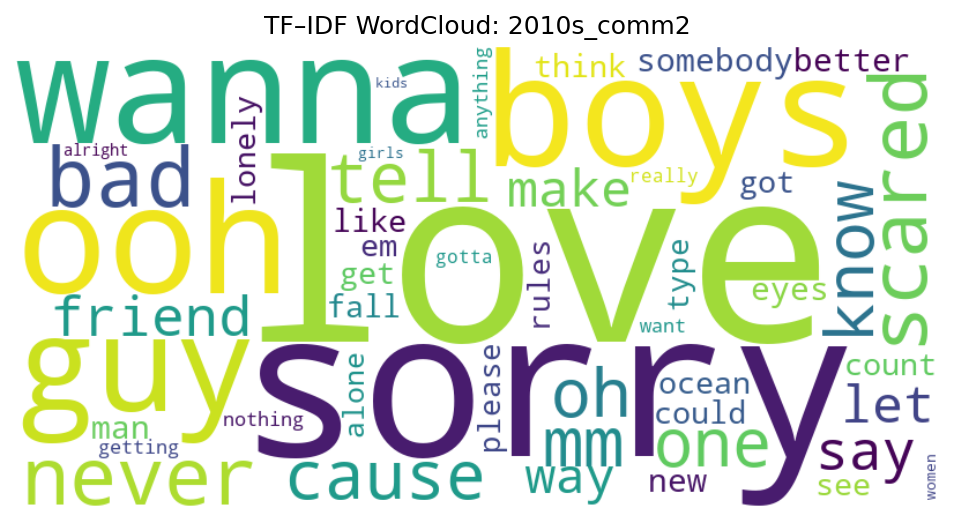 TF–IDF WordCloud: 2010s_comm2
wanna
kids
anything
boys
think
somebody
better
scared
alright
bad
lonely
girls
tell
really
make
got
ooh
love
like
em
get
gotta
fall
rules
type
want
eyes
know
friend
guy
sorry
alone
please
oh
ocean
could
count
let
man
nothing
getting
mm
one
say
never
cause
way
new
see
women